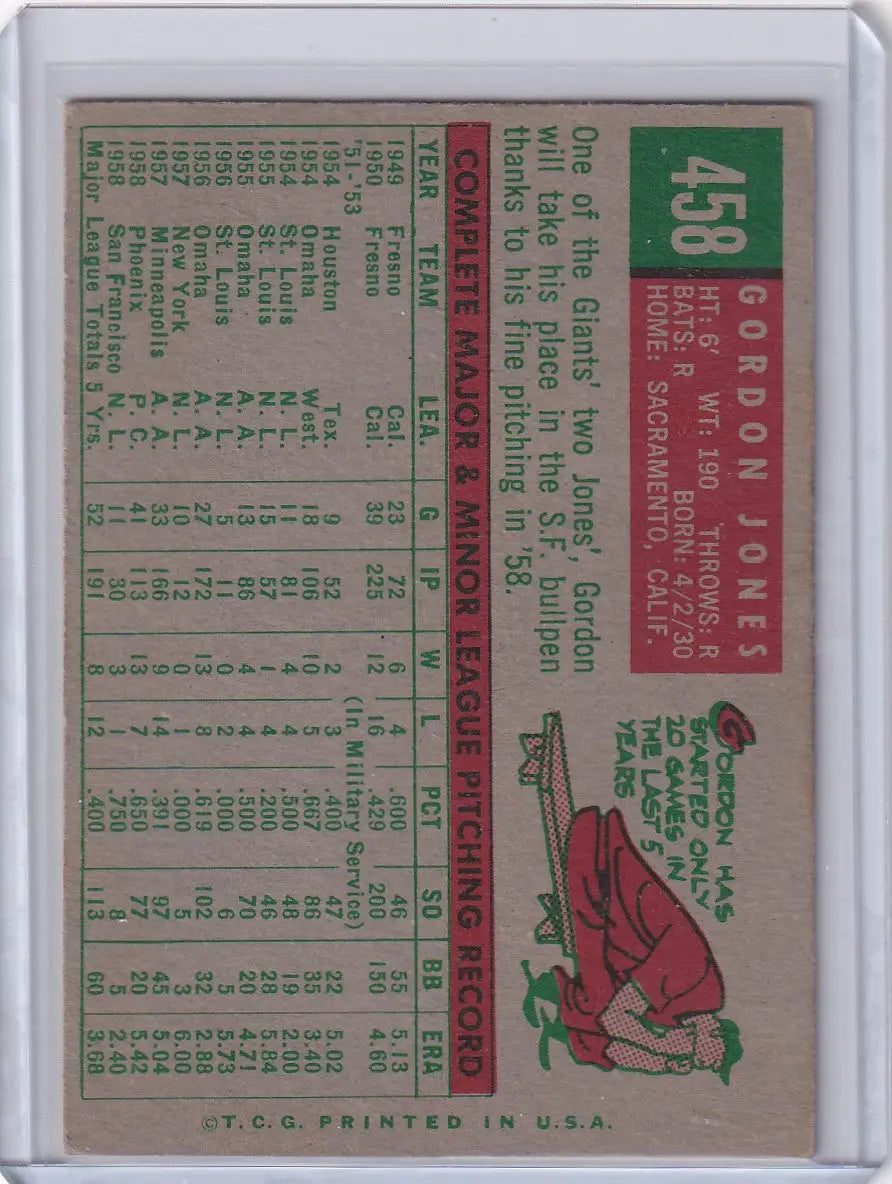 458
GORDON JONES
HT: 6' WT: 190 THROWS: R
BATS: R BORN: 4/2/30
HOME: SACRAMENTO, CALIF.
One of the Giants' two Jones', Gordon
will take his place in the S.F. bullpen
thanks to his fine pitching in '58.
GORDON HAS
STARTED ONLY
20 GAMES IN
THE LAST 5
YEARS
COMPLETE MAJOR & MINOR LEAGUE PITCHING RECORD
YEAR TEAM LEA. G IP W L PCT SO BB ERA
1949 Fresno Cal. 23 72 6 4 .600 46 55 5.13
1950 Fresno Cal. 39 225 12 16 .429 200 150 4.60
'51-'53 (In Military Service)
1954 Houston Tex. 9 52 2 3 .400 47 22 5.02
1954 Omaha West. 18 106 10 5 .667 86 35 3.40
1954 St. Louis N. L. 11 81 4 4 .500 48 19 2.00
1955 St. Louis N. L. 15 57 1 4 .200 46 28 5.84
1955 Omaha A. A. 13 86 4 4 .500 70 20 4.71
1956 St. Louis N. L. 5 11 0 2 .000 6 5 5.73
1956 Omaha A. A. 27 172 13 8 .619 102 32 2.88
1957 New York N. L. 10 12 0 1 .000 5 3 6.00
1957 Minneapolis A. A. 33 166 9 14 .391 97 45 5.04
1958 Phoenix P. C. 41 113 13 7 .650 77 20 5.42
1958 San Francisco N. L. 11 30 3 1 .750 8 5 2.40
Major League Totals 5 Yrs. 52 191 8 12 .400 113 60 3.68
©T.C.G. PRINTED IN U.S.A.